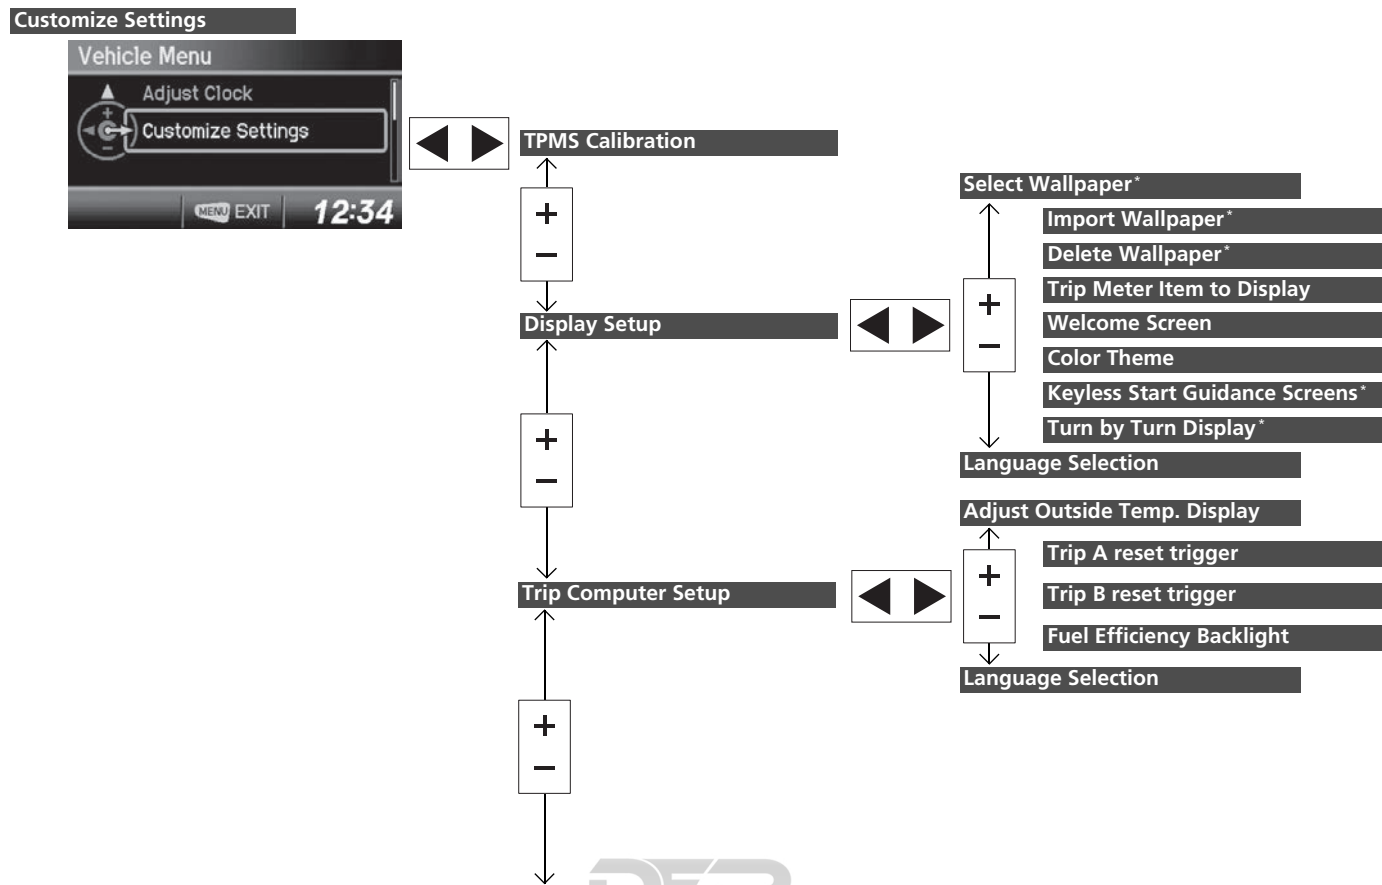 Customize Settings
Vehicle Menu
Adjust Clock
Customize Settings
MENU EXIT 12:34
TPMS Calibration
+
−
Display Setup
+
−
Trip Computer Setup
+
−
Select Wallpaper*
Import Wallpaper*
Delete Wallpaper*
Trip Meter Item to Display
Welcome Screen
Color Theme
Keyless Start Guidance Screens*
Turn by Turn Display*
+
−
Language Selection
Adjust Outside Temp. Display
Trip A reset trigger
Trip B reset trigger
Fuel Efficiency Backlight
+
−
Language Selection